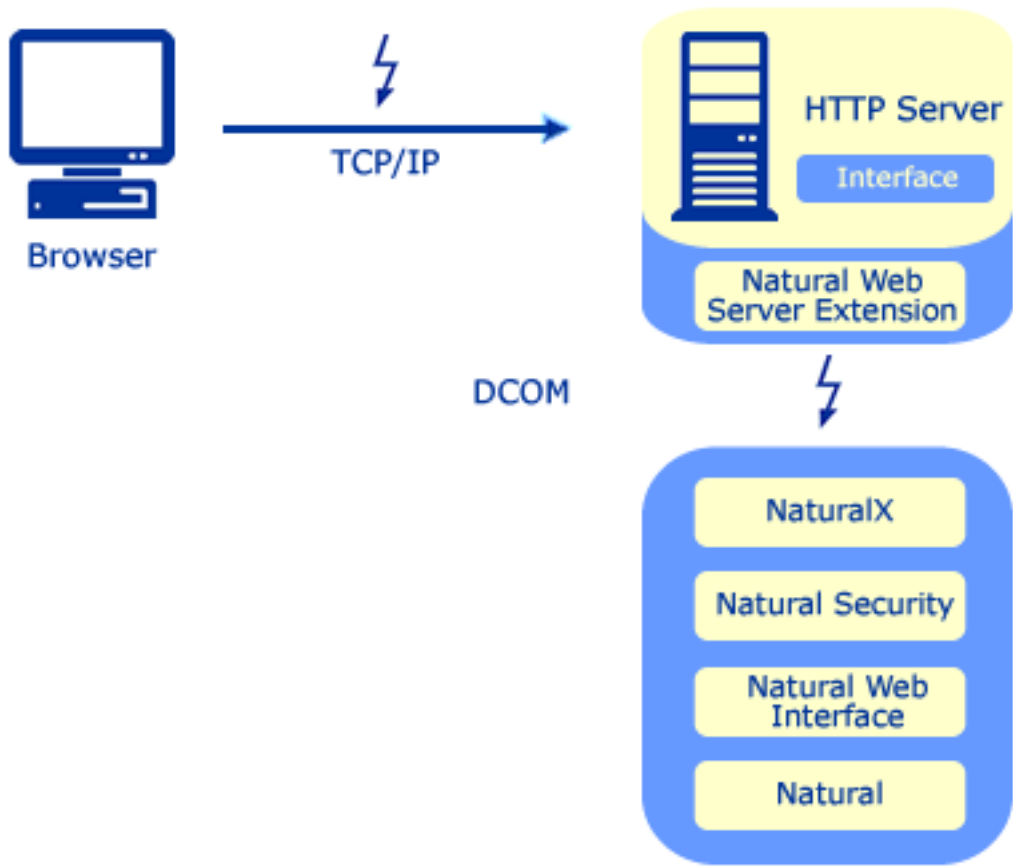 HTTP Server
TCP/IP
Interface
Browser
Natural Web
Server Extension
DCOM
NaturalX
Natural Security
Natural Web
Interface
Natural